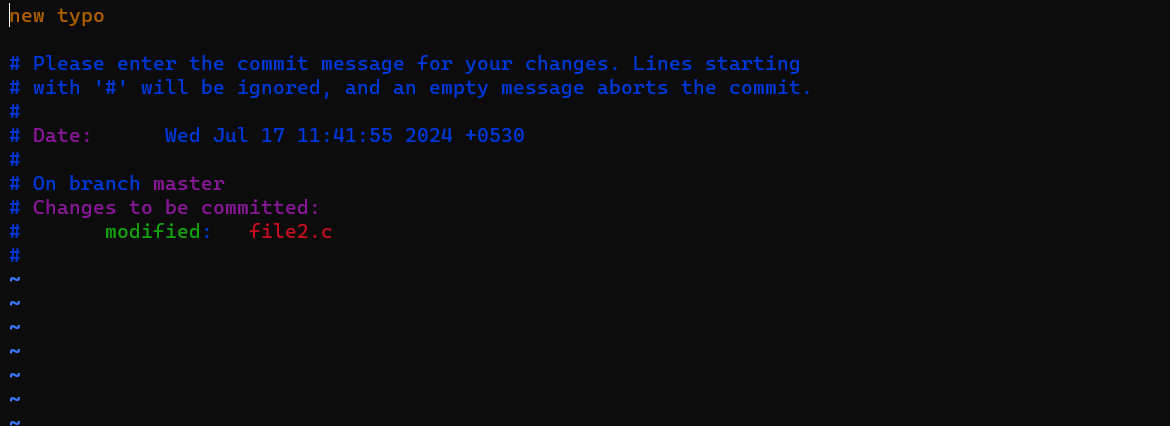 new typo
# Please enter the commit message for your changes. Lines starting
# with '#' will be ignored, and an empty message aborts the commit.
#
# Date:      Wed Jul 17 11:41:55 2024 +0530
#
# On branch master
# Changes to be committed:
#       modified:   file2.c
#
~
~
~
~
~
~
~